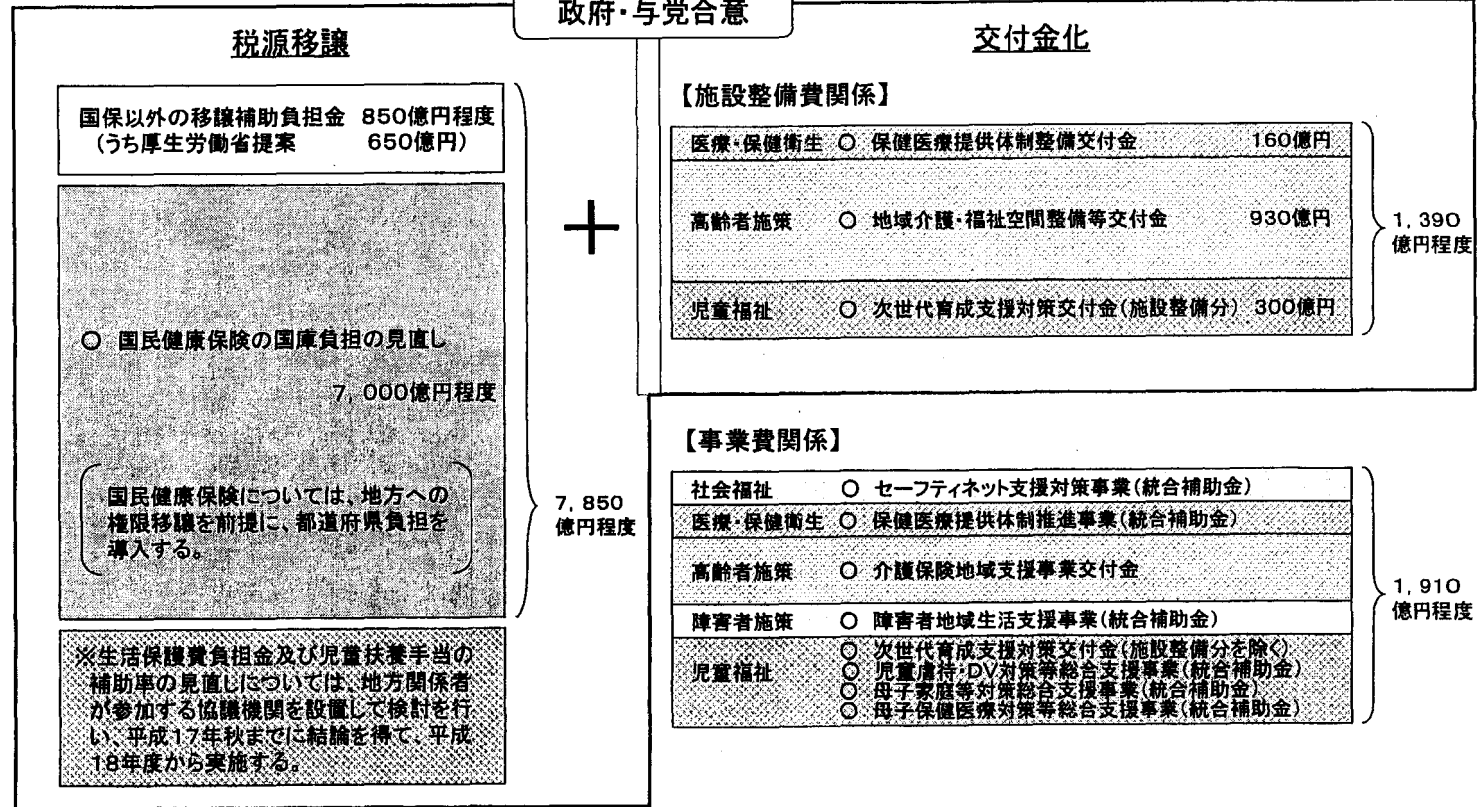 政府・与党合意
税源移譲
国保以外の移譲補助負担金 850億円程度
(うち厚生労働省提案 650億円)
○ 国民健康保険の国庫負担の見直し
7,000億円程度
国民健康保険については、地方への
権限移譲を前提に、都道府県負担を
導入する。
7,850
億円程度
※生活保護費負担金及び児童扶養手当の
補助率の見直しについては、地方関係者
が参加する協議機関を設置して検討を行
い、平成17年秋までに結論を得て、平成
18年度から実施する。
+
交付金化
【施設整備費関係】
医療・保健衛生 ○ 保健医療提供体制整備交付金 160億円
高齢者施策 ○ 地域介護・福祉空間整備等交付金 930億円
児童福祉 ○ 次世代育成支援対策交付金(施設整備分) 300億円
1,390
億円程度
【事業費関係】
社会福祉 ○ セーフティネット支援対策事業(統合補助金)
医療・保健衛生 ○ 保健医療提供体制推進事業(統合補助金)
高齢者施策 ○ 介護保険地域支援事業交付金
障害者施策 ○ 障害者地域生活支援事業(統合補助金)
児童福祉 ○ 次世代育成支援対策交付金(施設整備分を除く)
○ 児童虐待・DV対策等総合支援事業(統合補助金)
○ 母子家庭等対策総合支援事業(統合補助金)
○ 母子保健医療対策等総合支援事業(統合補助金)
1,910
億円程度